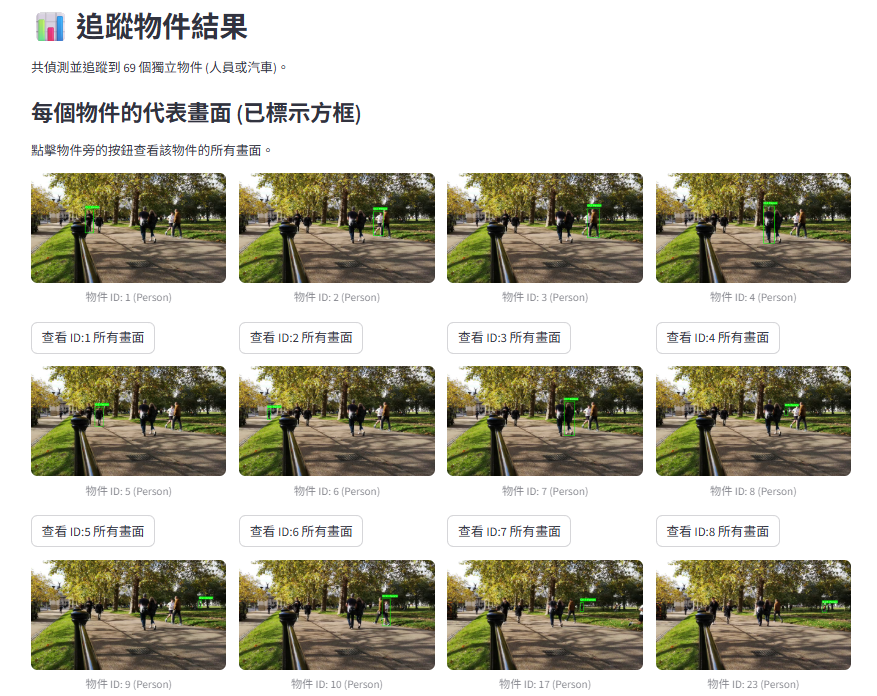 追蹤物件結果
共偵測並追蹤到 69 個獨立物件 (人員或汽車)。
每個物件的代表畫面 (已標示方框)
點擊物件旁的按鈕查看該物件的所有畫面。
物件 ID: 1 (Person)
物件 ID: 2 (Person)
物件 ID: 3 (Person)
物件 ID: 4 (Person)
查看 ID:1 所有畫面
查看 ID:2 所有畫面
查看 ID:3 所有畫面
查看 ID:4 所有畫面
物件 ID: 5 (Person)
物件 ID: 6 (Person)
物件 ID: 7 (Person)
物件 ID: 8 (Person)
查看 ID:5 所有畫面
查看 ID:6 所有畫面
查看 ID:7 所有畫面
查看 ID:8 所有畫面
物件 ID: 9 (Person)
物件 ID: 10 (Person)
物件 ID: 17 (Person)
物件 ID: 23 (Person)